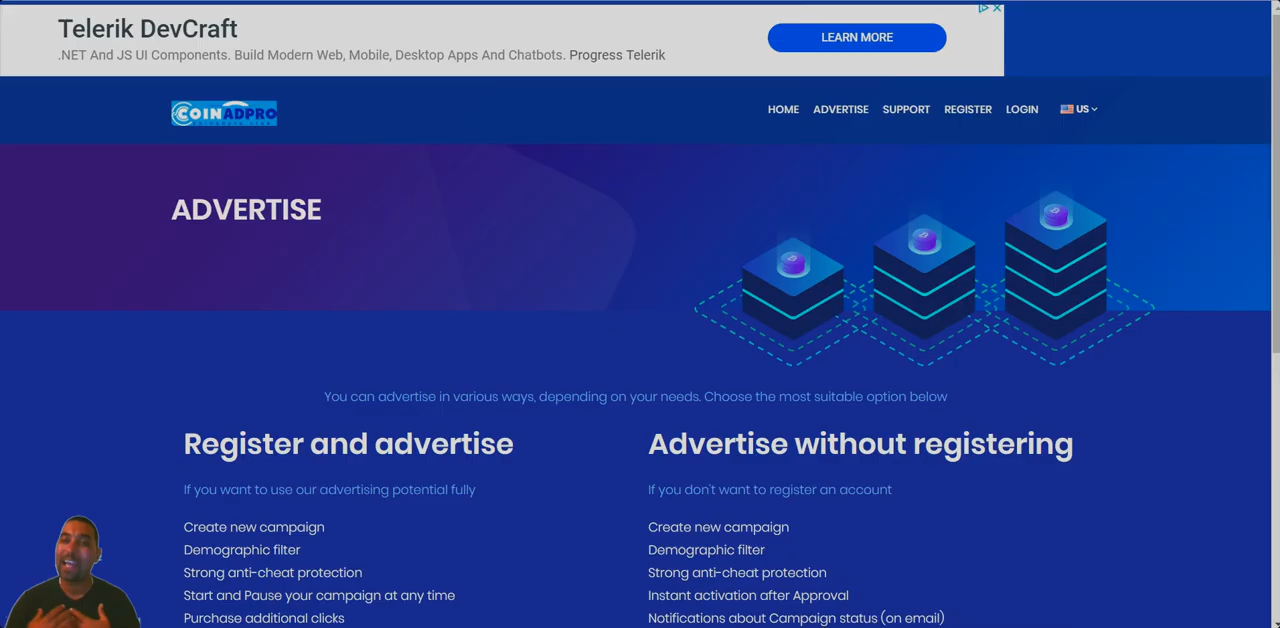 Telerik DevCraft
.NET And JS UI Components. Build Modern Web, Mobile, Desktop Apps And Chatbots. Progress Telerik
LEARN MORE
COINADPRO
HOME ADVERTISE SUPPORT REGISTER LOGIN US
ADVERTISE
You can advertise in various ways, depending on your needs. Choose the most suitable option below
Register and advertise
If you want to use our advertising potential fully
Create new campaign
Demographic filter
Strong anti-cheat protection
Start and Pause your campaign at any time
Purchase additional clicks
Advertise without registering
If you don't want to register an account
Create new campaign
Demographic filter
Strong anti-cheat protection
Instant activation after Approval
Notifications about Campaign status (on email)